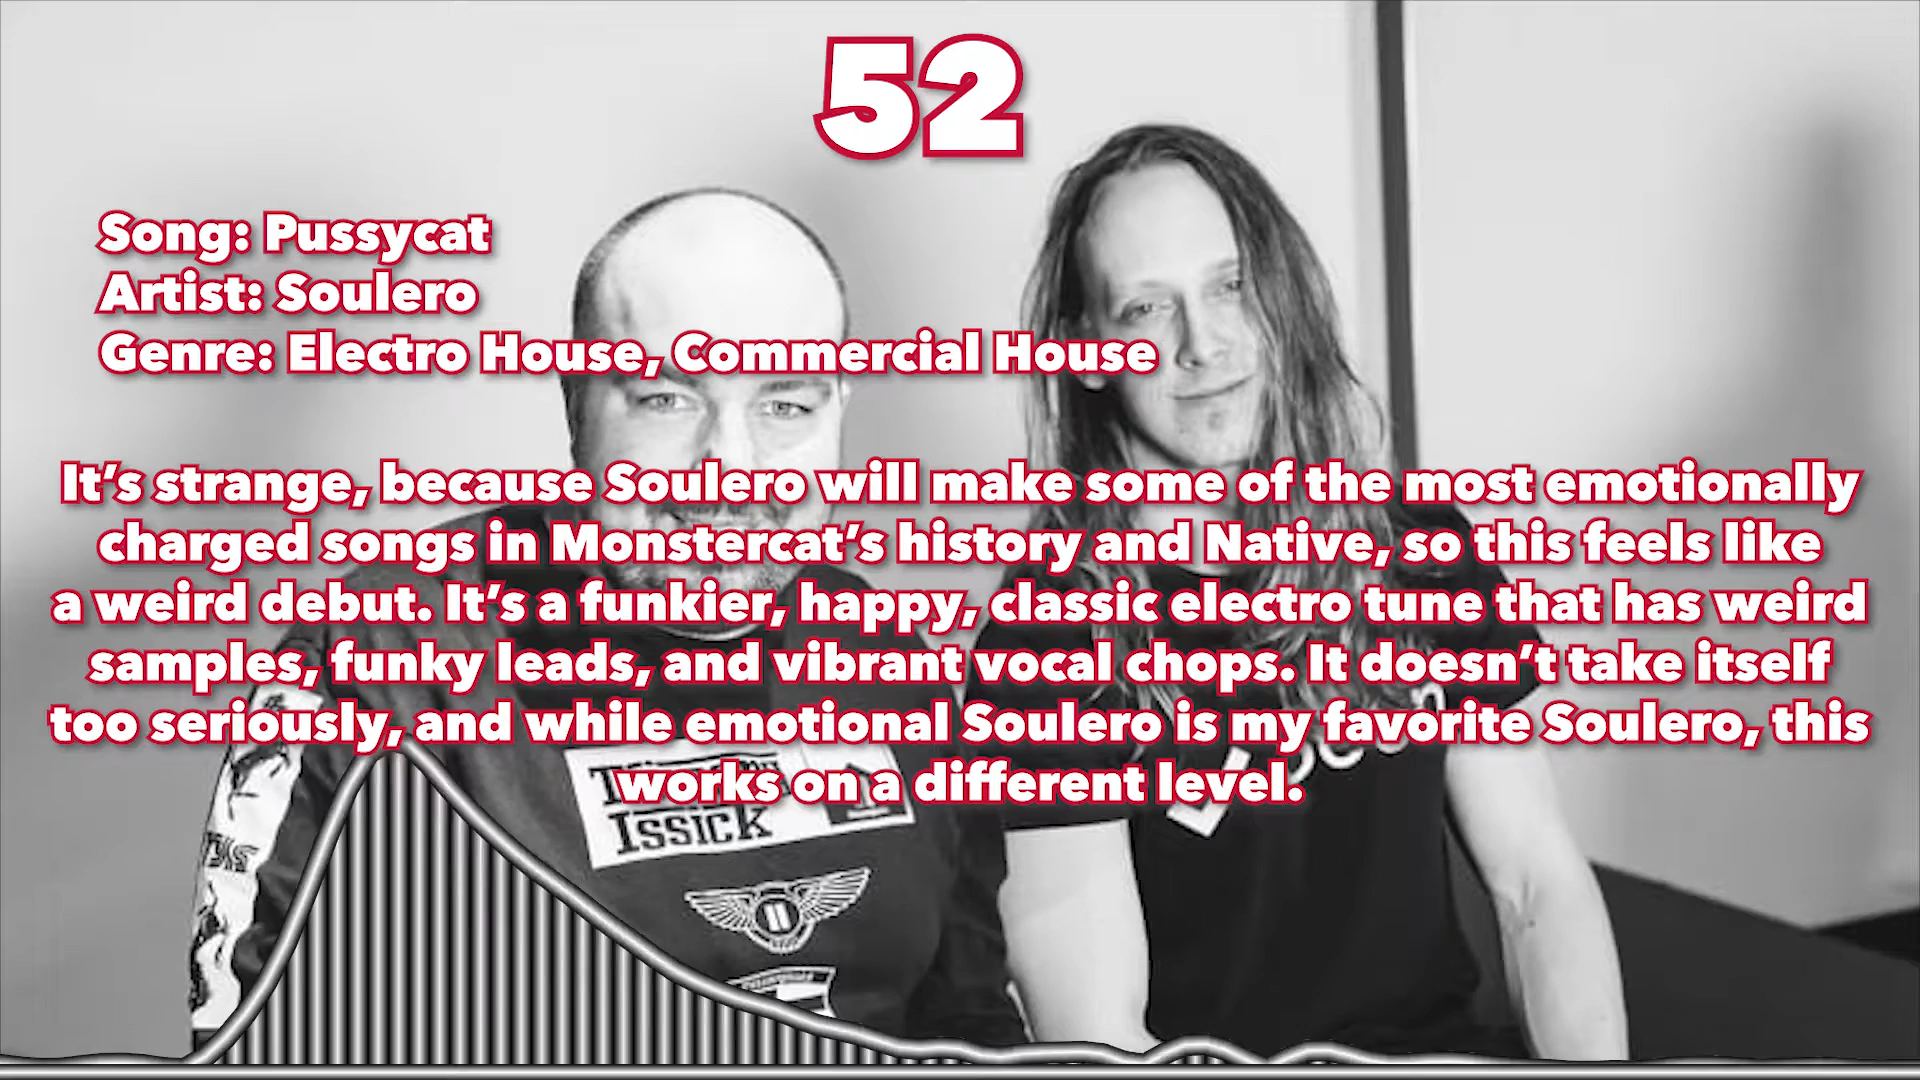 52
Song: Pussycat
Artist: Soulero
Genre: Electro House, Commercial House
It’s strange, because Soulero will make some of the most emotionally
charged songs in Monstercat’s history and Native, so this feels like
a weird debut. It’s a funkier, happy, classic electro tune that has weird
samples, funky leads, and vibrant vocal chops. It doesn’t take itself
too seriously, and while emotional Soulero is my favorite Soulero, this
works on a different level.
ISSICK